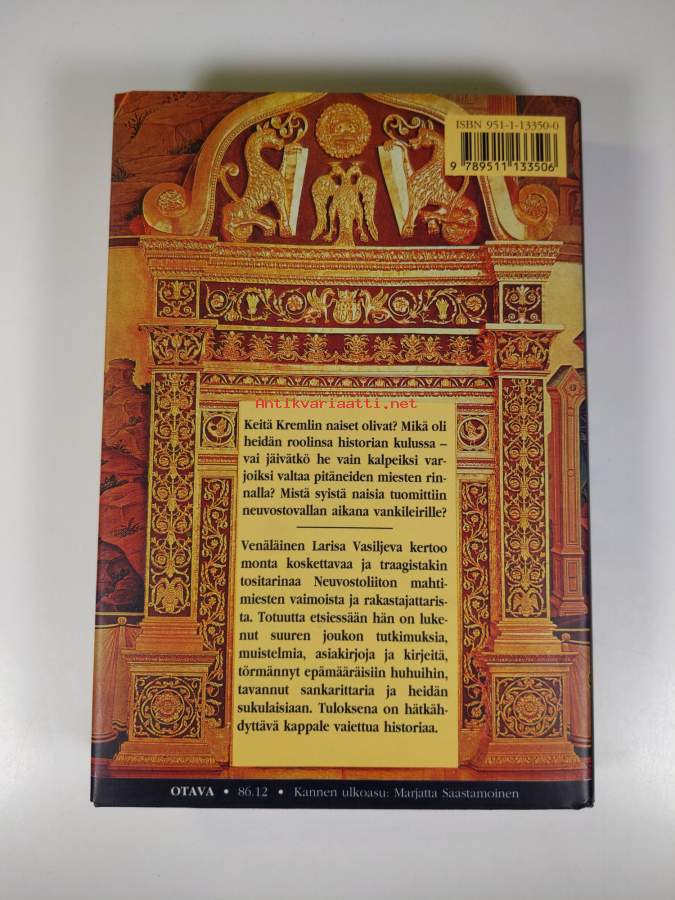 ISBN 951-1-13350-0
9 789511 133506
Antikvariaatti.net
Keitä Kremlin naiset olivat? Mikä oli
heidän roolinsa historian kulussa –
vai jäivätkö he vain kalpeiksi var-
joiksi valtaa pitäneiden miesten rin-
nalla? Mistä syistä naisia tuomittiin
neuvostovallan aikana vankileirille?
Venäläinen Larisa Vasiljeva kertoo
monta koskettavaa ja traagistakin
tositarinaa Neuvostoliiton mahti-
miesten vaimoista ja rakastajattaris-
ta. Totuutta etsiessään hän on luke-
nut suuren joukon tutkimuksia,
muistelmia, asiakirjoja ja kirjeitä,
törmännyt epämääräisiin huhuihin,
tavannut sankarittaria ja heidän
sukulaisiaan. Tuloksena on hätkäh-
dyttävä kappale vaiettua historiaa.
OTAVA • 86.12 • Kannen ulkoasu: Marjatta Saastamoinen